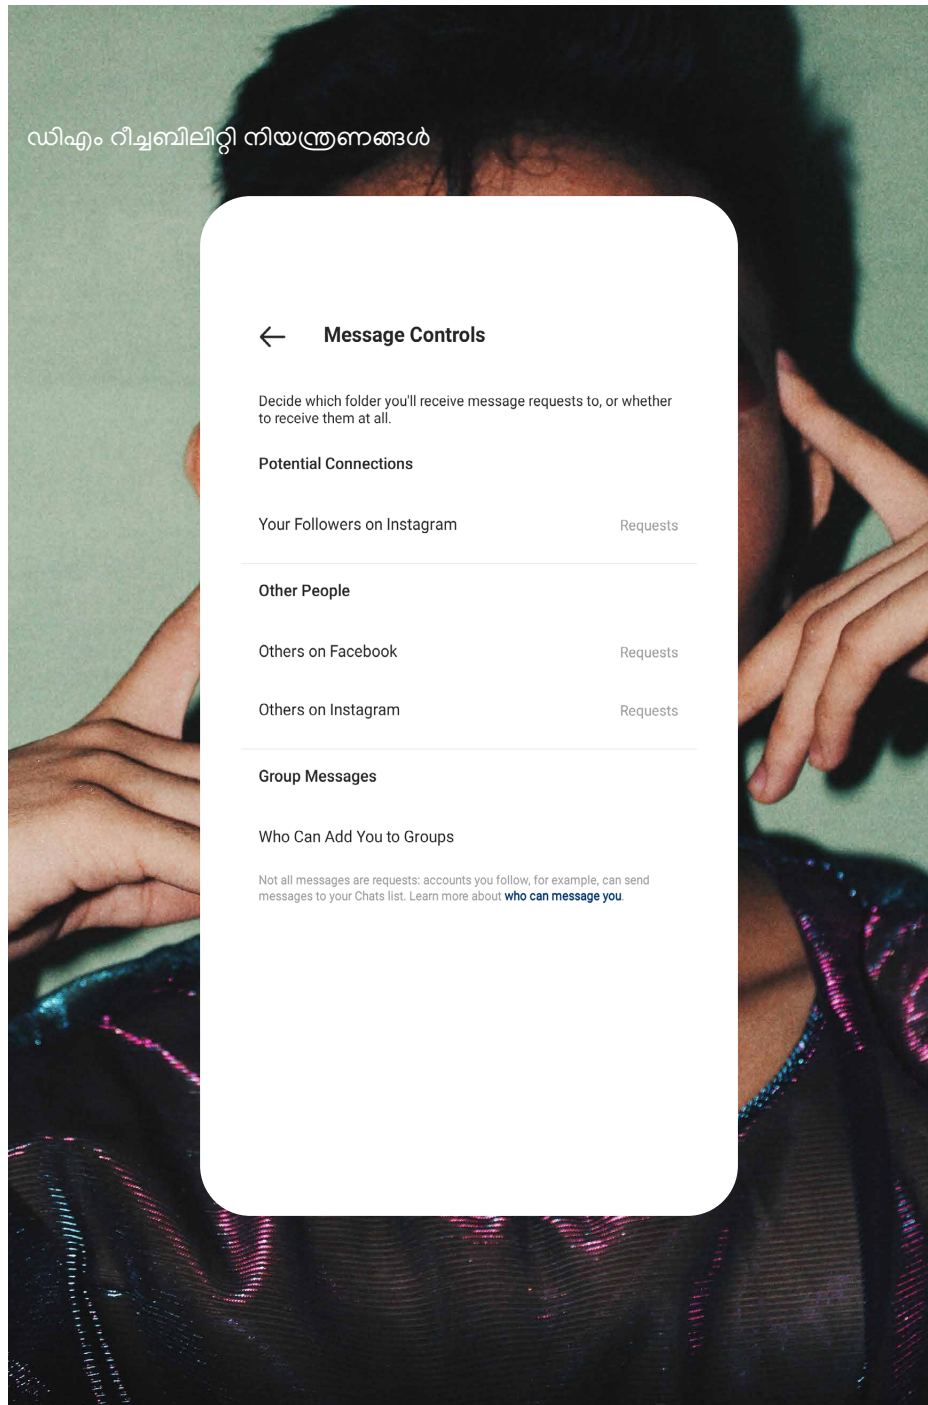 ഡിഎം റീച്ചബിലിറ്റി നിയന്ത്രണങ്ങൾ
Message Controls
Decide which folder you'll receive message requests to, or whether
to receive them at all.
Potential Connections
Your Followers on Instagram Requests
Other People
Others on Facebook Requests
Others on Instagram Requests
Group Messages
Who Can Add You to Groups
Not all messages are requests: accounts you follow, for example, can send
messages to your Chats list. Learn more about who can message you.